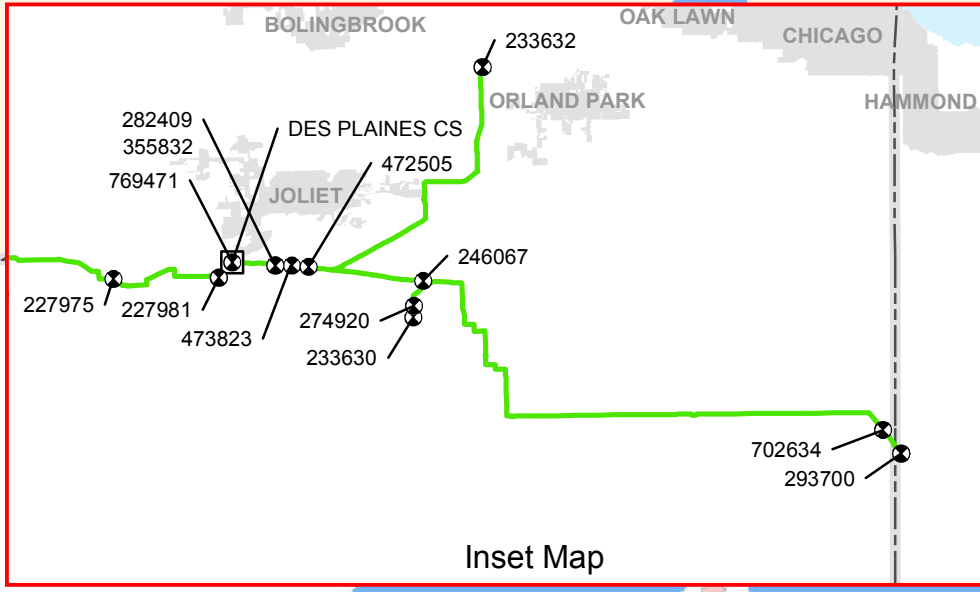 BOLINGBROOK
OAK LAWN
CHICAGO
233632
ORLAND PARK
HAMMOND
282409
355832
769471
DES PLAINES CS
472505
JOLIET
246067
227975
227981
473823
274920
233630
702634
293700
Inset Map